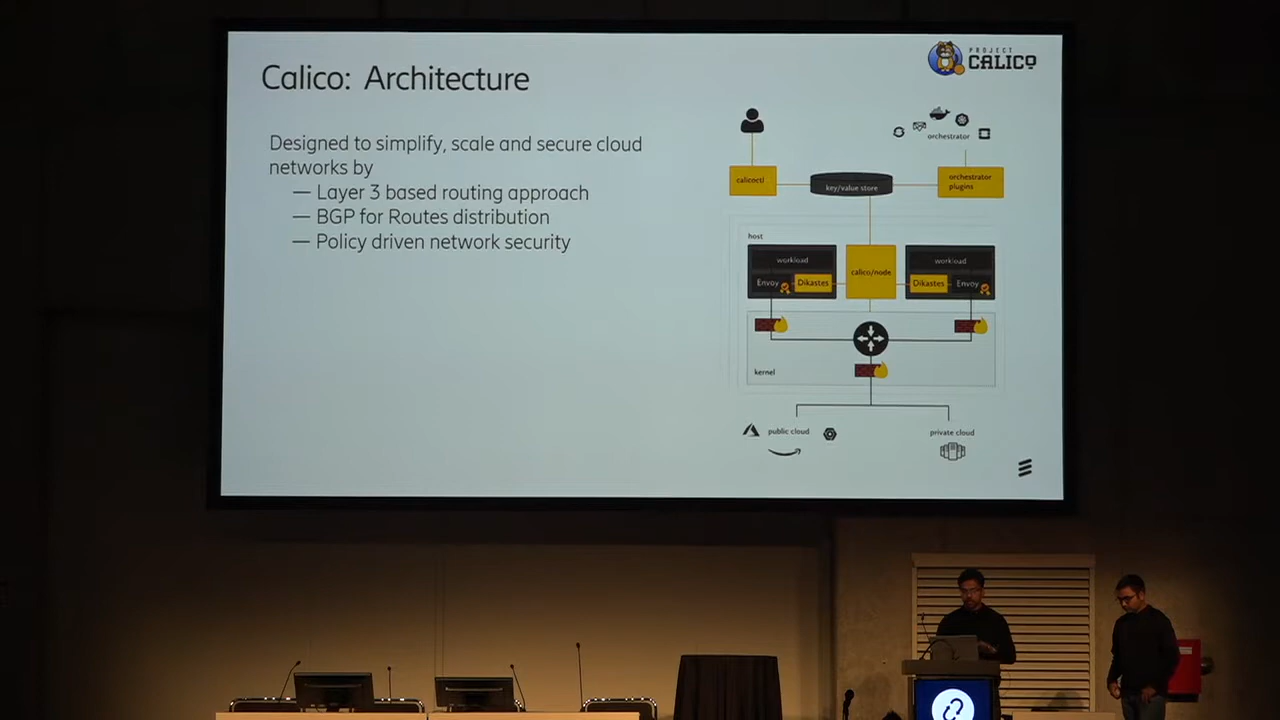 Calico: Architecture
PROJECT
CALICO
Designed to simplify, scale and secure cloud
networks by
— Layer 3 based routing approach
— BGP for Routes distribution
— Policy driven network security
orchestrator
calicoctl
key/value store
orchestrator
plugins
host
workload
Envoy
Dikastes
calico/node
workload
Dikastes
Envoy
kernel
public cloud
private cloud